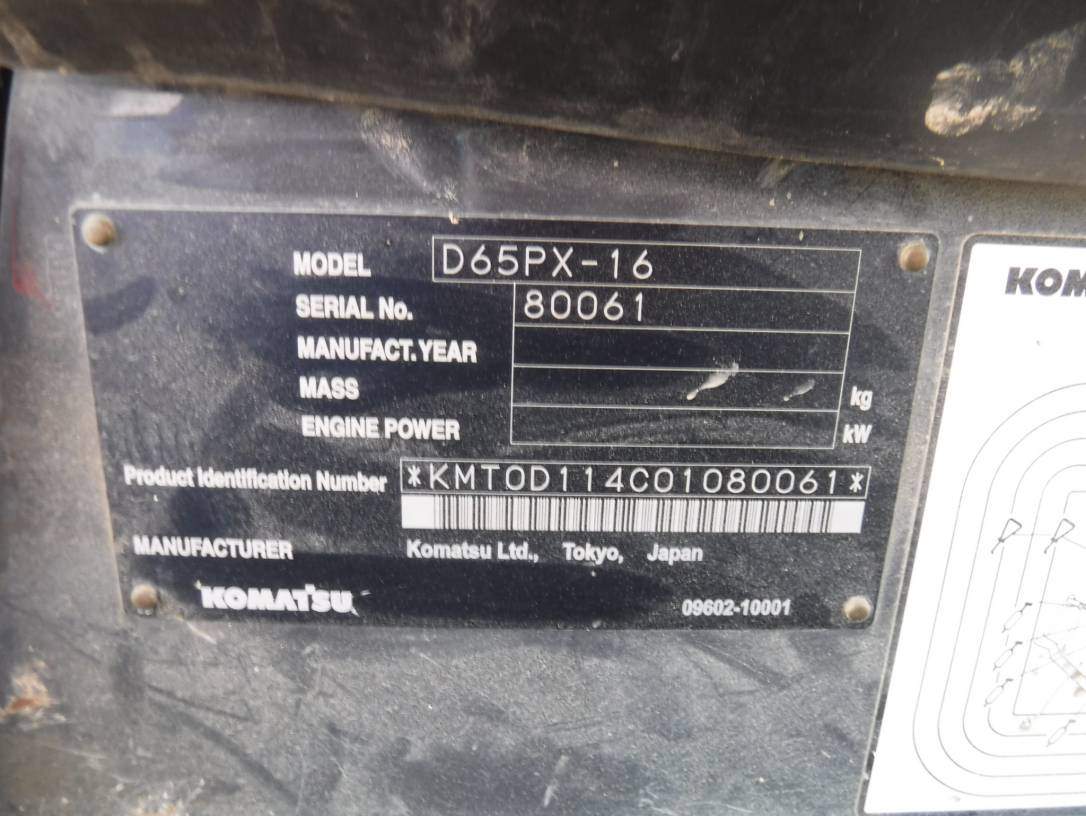 MODEL D65PX-16
SERIAL No. 80061
MANUFACT. YEAR
MASS kg
ENGINE POWER kW
Product Identification Number *KMT0D114C01080061*
MANUFACTURER Komatsu Ltd., Tokyo, Japan
KOMATSU 09602-10001
KOM